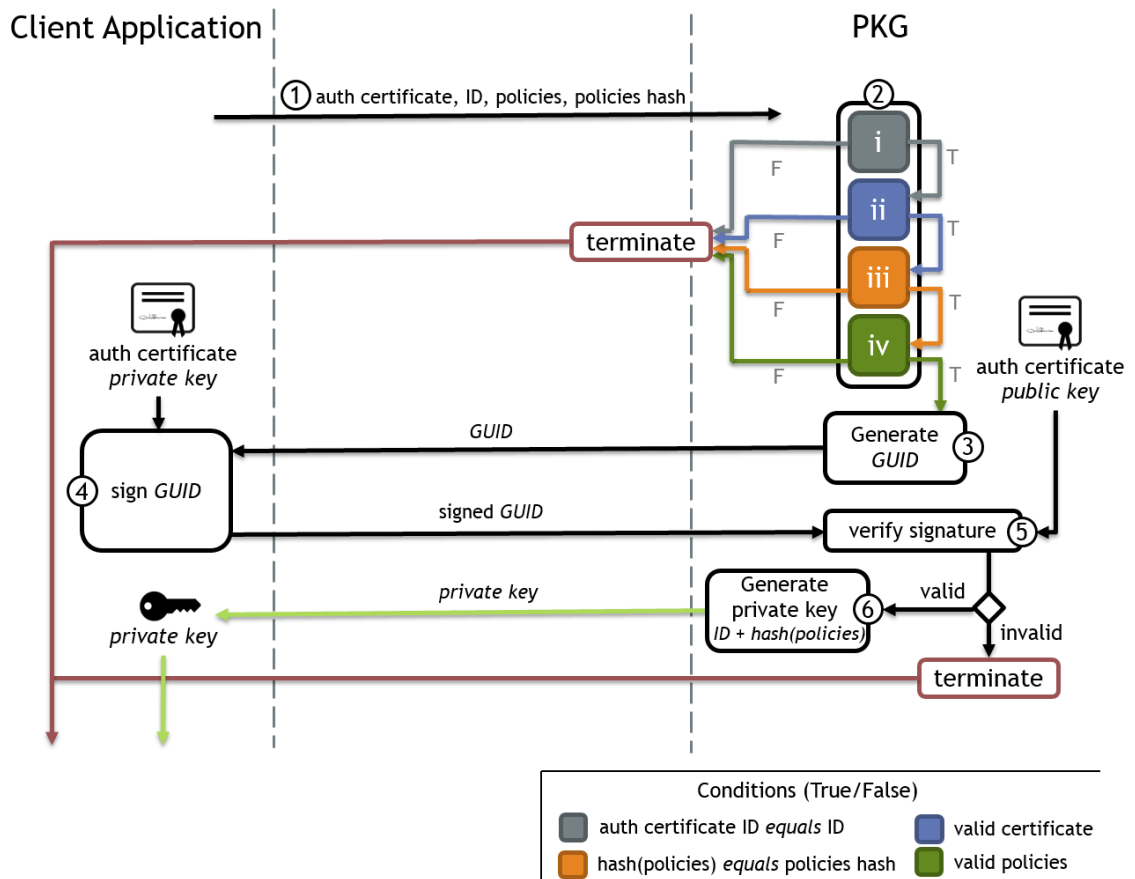 Client Application
PKG
1 auth certificate, ID, policies, policies hash
2
i
F
T
ii
F
T
terminate
iii
F
T
iv
F
T
auth certificate
private key
auth certificate
public key
GUID
Generate
GUID
3
4
sign GUID
signed GUID
verify signature
5
private key
Generate
private key
ID + hash(policies)
6
valid
invalid
private key
terminate
Conditions (True/False)
auth certificate ID equals ID
valid certificate
hash(policies) equals policies hash
valid policies